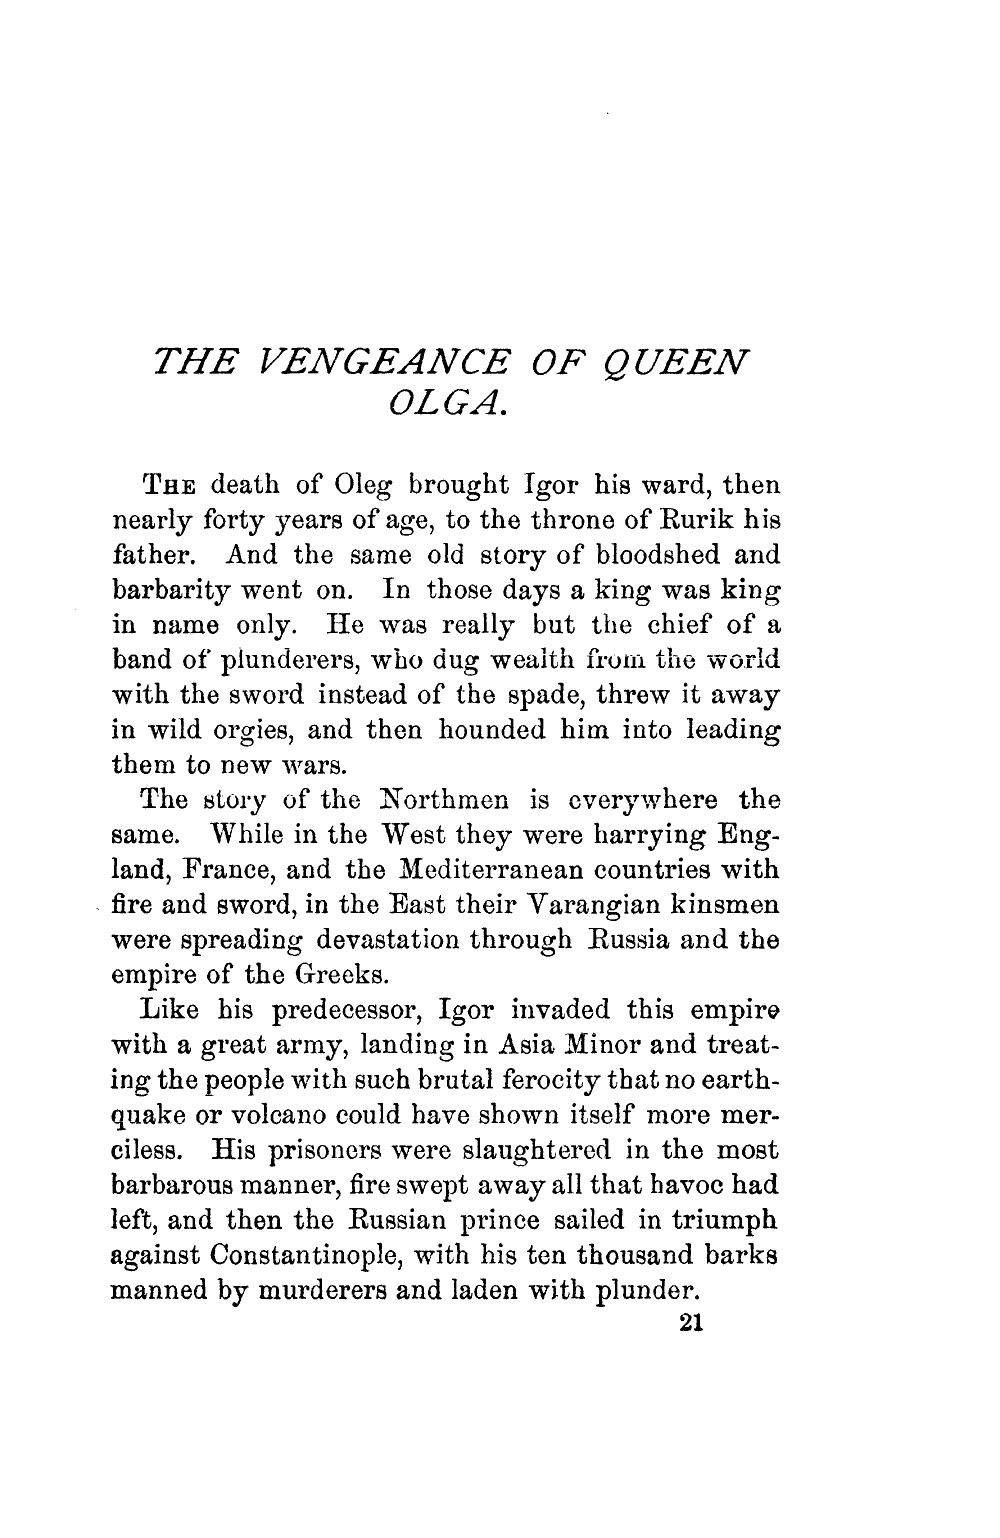 THE VENGEANCE OF QUEEN
OLGA.
THE death of Oleg brought Igor his ward, then
nearly forty years of age, to the throne of Rurik his
father. And the same old story of bloodshed and
barbarity went on. In those days a king was king
in name only. He was really but the chief of a
band of plunderers, who dug wealth from the world
with the sword instead of the spade, threw it away
in wild orgies, and then hounded him into leading
them to new wars.
The story of the Northmen is everywhere the
same. While in the West they were harrying Eng-
land, France, and the Mediterranean countries with
fire and sword, in the East their Varangian kinsmen
were spreading devastation through Russia and the
empire of the Greeks.
Like his predecessor, Igor invaded this empire
with a great army, landing in Asia Minor and treat-
ing the people with such brutal ferocity that no earth-
quake or volcano could have shown itself more mer-
ciless. His prisoners were slaughtered in the most
barbarous manner, fire swept away all that havoc had
left, and then the Russian prince sailed in triumph
against Constantinople, with his ten thousand barks
manned by murderers and laden with plunder.
21